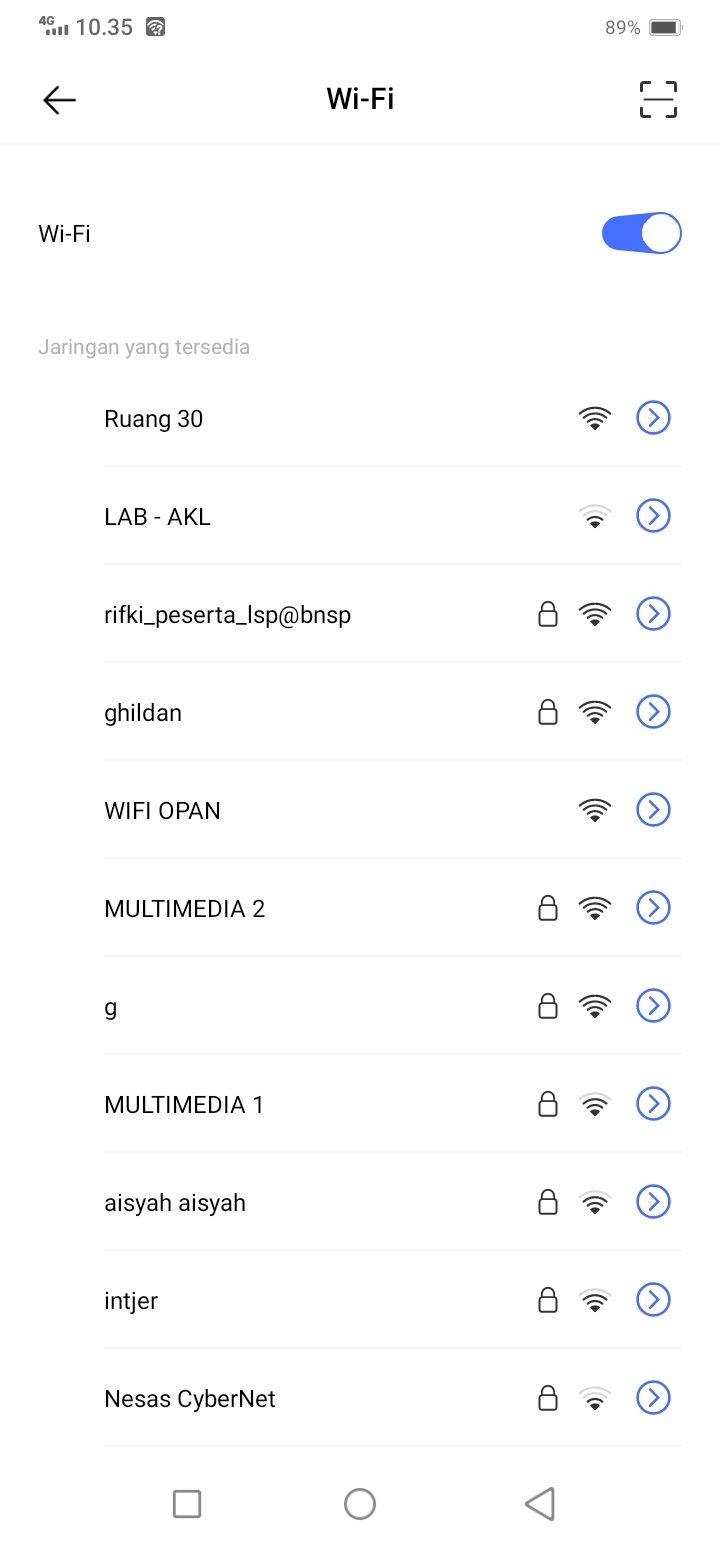 4G 10.35 89%
Wi-Fi
Wi-Fi
Jaringan yang tersedia
Ruang 30
LAB - AKL
rifki_peserta_lsp@bnsp
ghildan
WIFI OPAN
MULTIMEDIA 2
g
MULTIMEDIA 1
aisyah aisyah
intjer
Nesas CyberNet